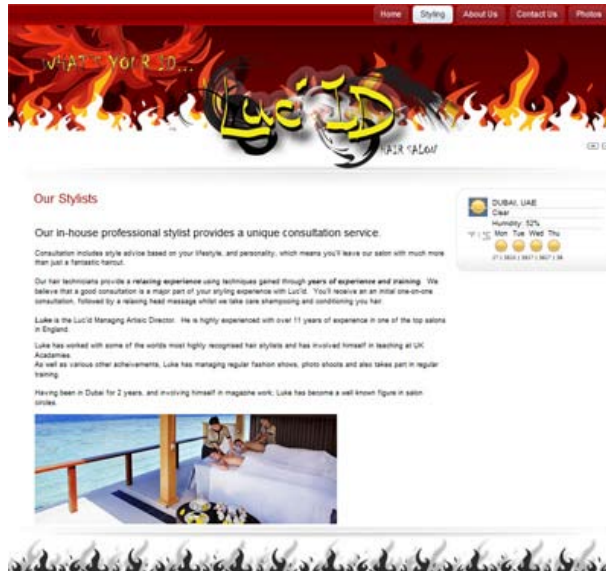 Home Styling About Us Contact Us Photos
WHAT'S YOUR ID...
Luc'ID
HAIR SALON
Our Stylists
Our in-house professional stylist provides a unique consultation service.
Consultation includes style advice based on your lifestyle, and personality, which means you'll leave our salon with much more
than just a fantastic haircut.
Our hair technicians provide a relaxing experience using techniques gained through years of experience and training. We
believe that a good consultation is a major part of your styling experience with Luc'id. You'll receive an an initial one-on-one
consultation, followed by a relaxing head massage whilst we take care shampooing and conditioning you hair.
Luke is the Luc'id Managing Artisic Director. He is highly experienced with over 11 years of experience in one of the top salons
in England.
Luke has worked with some of the worlds most highly recognised hair stylists and has involved himself in teaching at UK
Acadamies.
As well as various other acheivements, Luke has managing regular fashion shows, photo shoots and also takes part in regular
training.
Having been in Dubai for 2 years, and involving himself in magazine work; Luke has become a well known figure in salon
circles.
DUBAI, UAE
Clear
Humidity: 52%
°F | °C Mon Tue Wed Thu